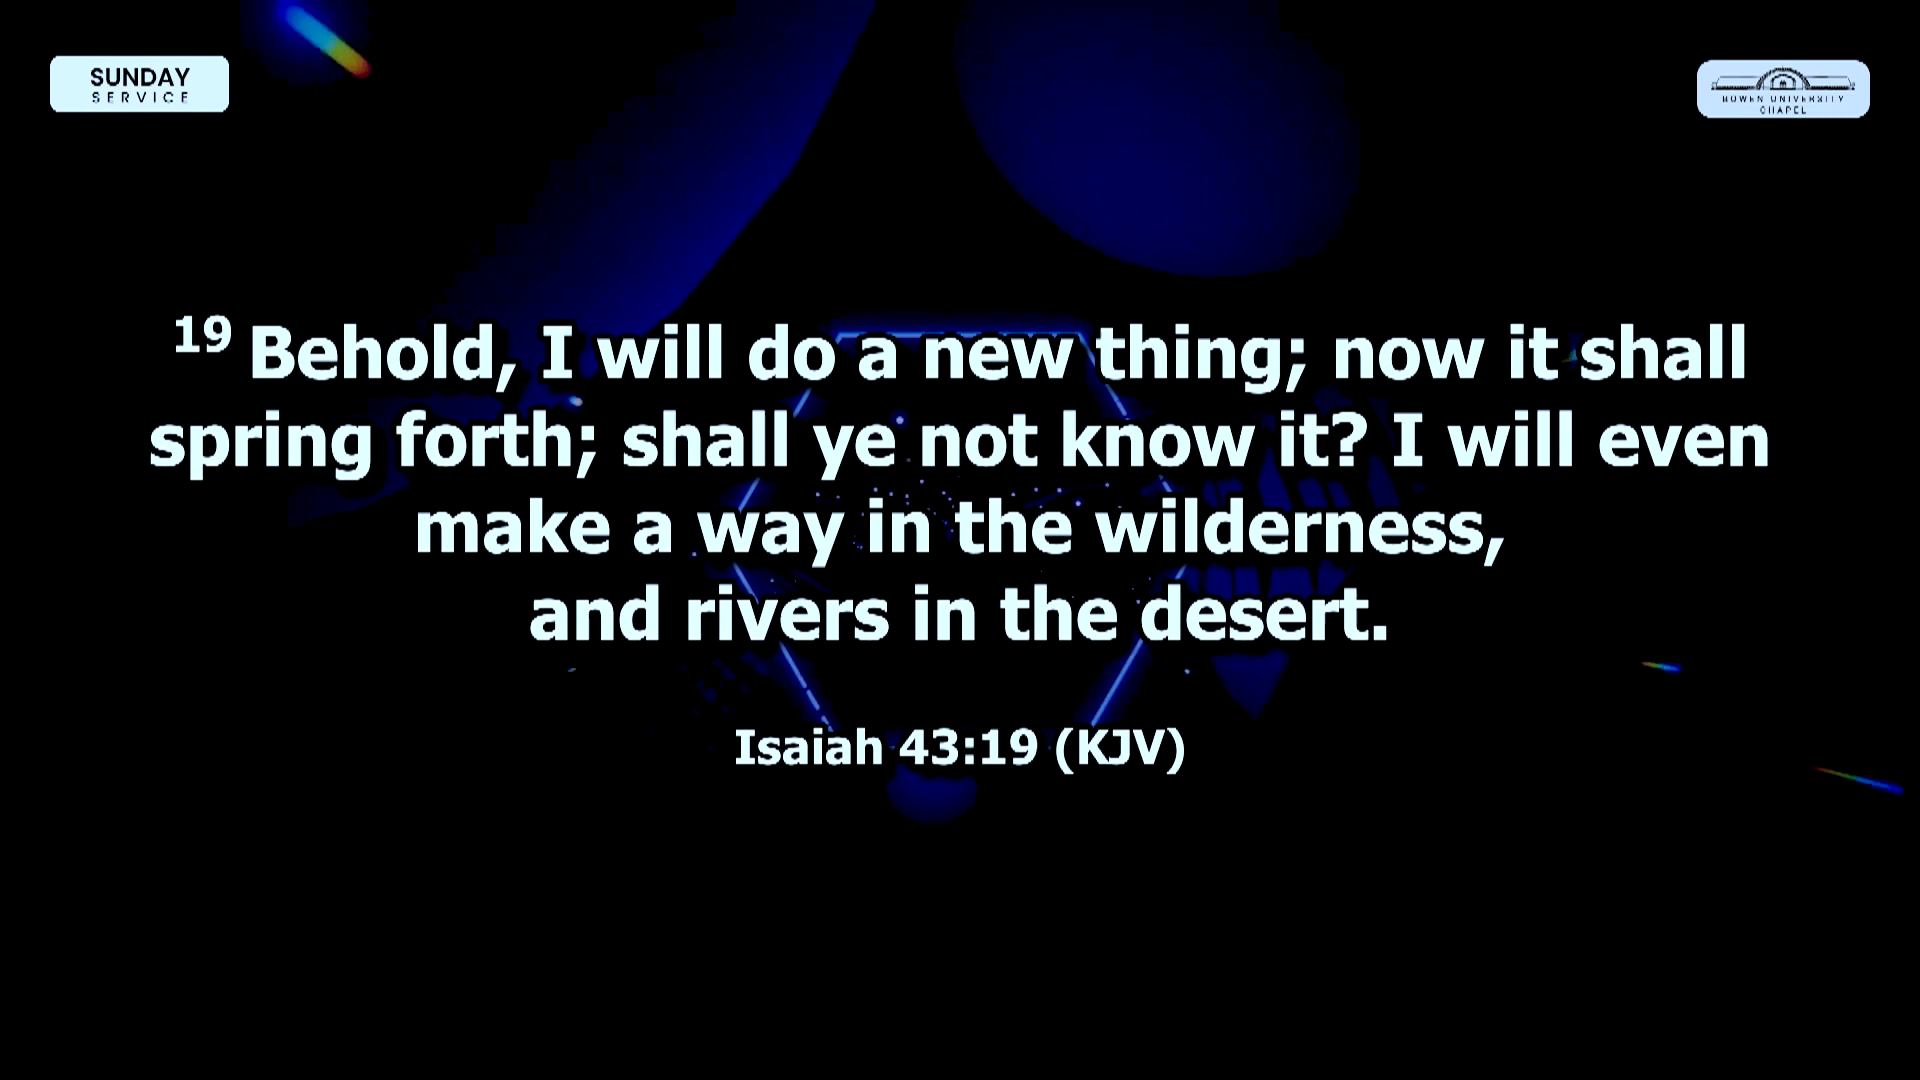 SUNDAY
SERVICE
BOWEN UNIVERSITY
CHAPEL
19 Behold, I will do a new thing; now it shall
spring forth; shall ye not know it? I will even
make a way in the wilderness,
and rivers in the desert.
Isaiah 43:19 (KJV)